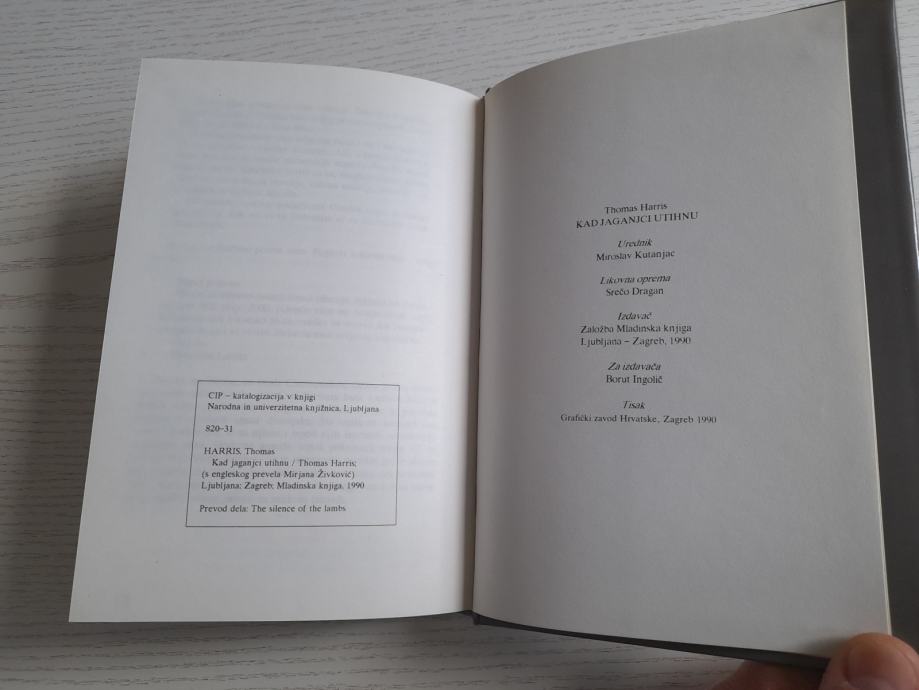 CIP – katalogizacija v knjigi
Narodna in univerzitetna knjižnica, Ljubljana
820–31
HARRIS, Thomas
Kad jaganjci utihnu / Thomas Harris;
(s engleskog prevela Mirjana Živković)
Ljubljana; Zagreb; Mladinska knjiga, 1990
Prevod dela: The silence of the lambs
Thomas Harris
KAD JAGANJCI UTIHNU
Urednik
Miroslav Kutanjac
Likovna oprema
Srečo Dragan
Izdavač
Založba Mladinska knjiga
Ljubljana – Zagreb, 1990
Za izdavača
Borut Ingolič
Tisak
Grafički zavod Hrvatske, Zagreb 1990